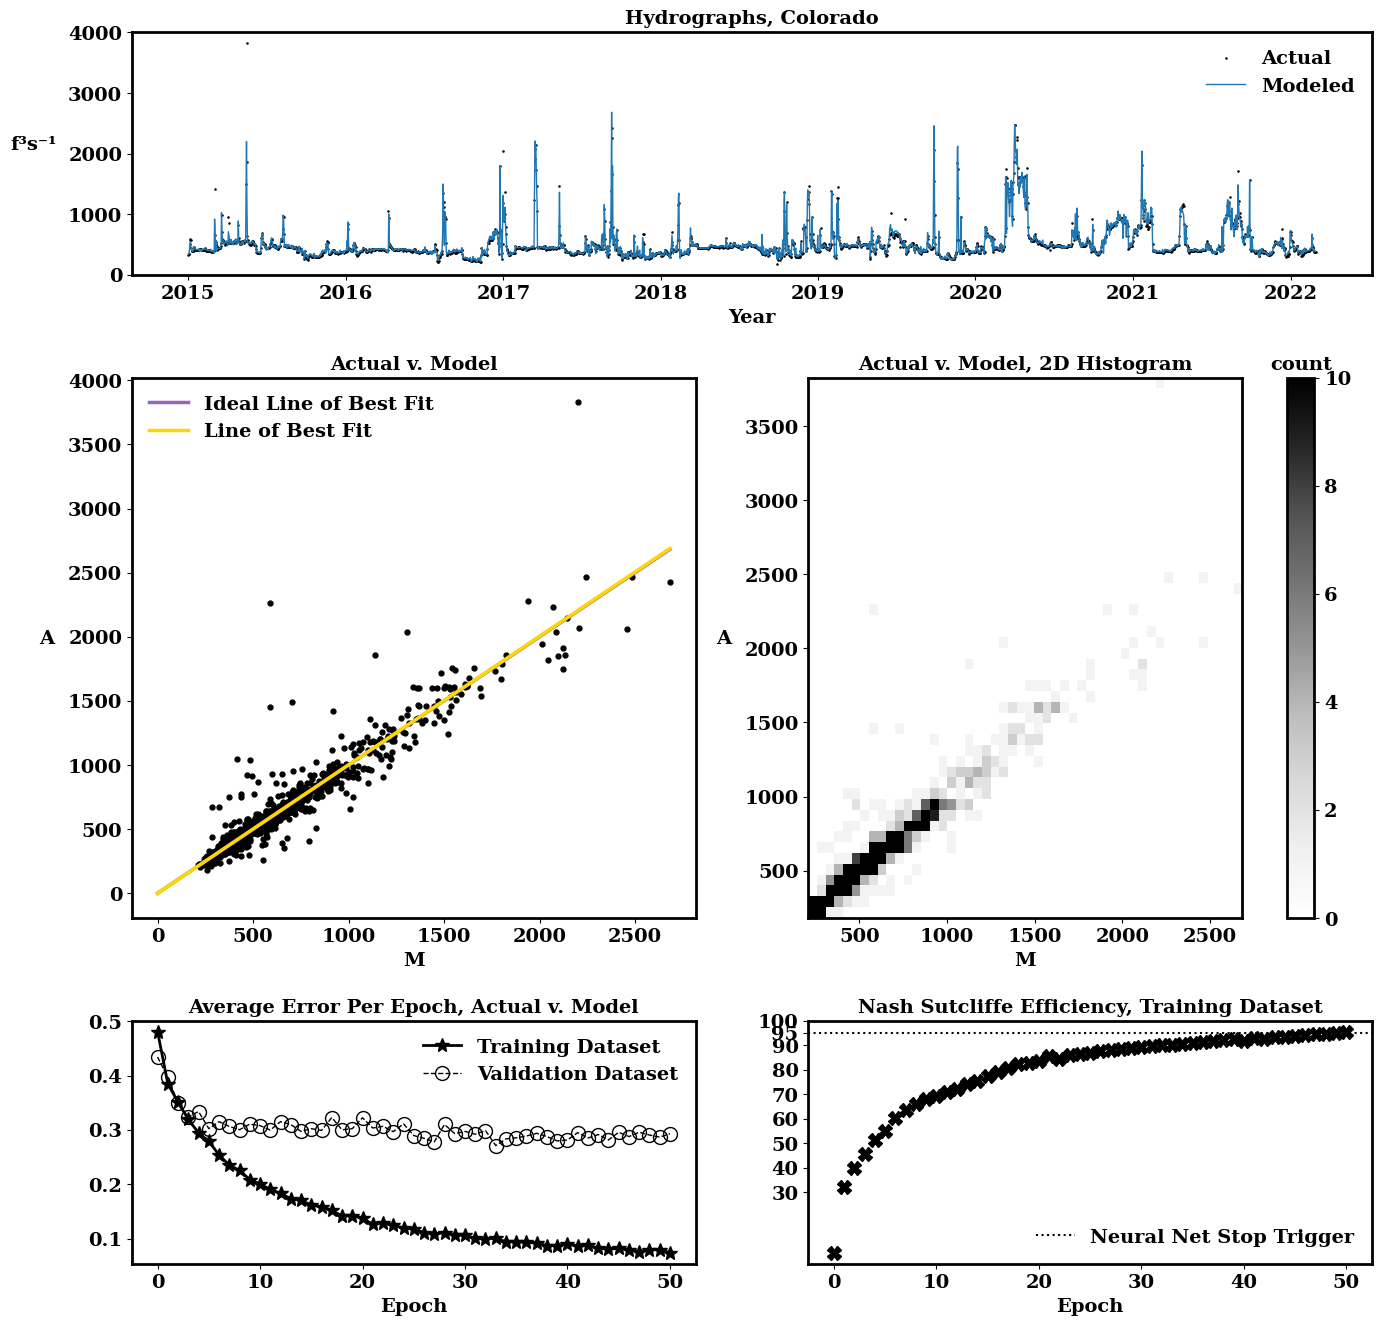 Hydrographs, Colorado
4000
3000
2000
1000
0
f³s⁻¹
Actual
Modeled
2015 2016 2017 2018 2019 2020 2021 2022
Year
Actual v. Model
4000
3500
3000
2500
2000
1500
1000
500
0
A
Ideal Line of Best Fit
Line of Best Fit
0 500 1000 1500 2000 2500
M
Actual v. Model, 2D Histogram
3500
3000
2500
2000
1500
1000
500
A
500 1000 1500 2000 2500
M
count
10
8
6
4
2
0
Average Error Per Epoch, Actual v. Model
0.5
0.4
0.3
0.2
0.1
Training Dataset
Validation Dataset
0 10 20 30 40 50
Epoch
Nash Sutcliffe Efficiency, Training Dataset
100
95
90
80
70
60
50
40
30
Neural Net Stop Trigger
0 10 20 30 40 50
Epoch